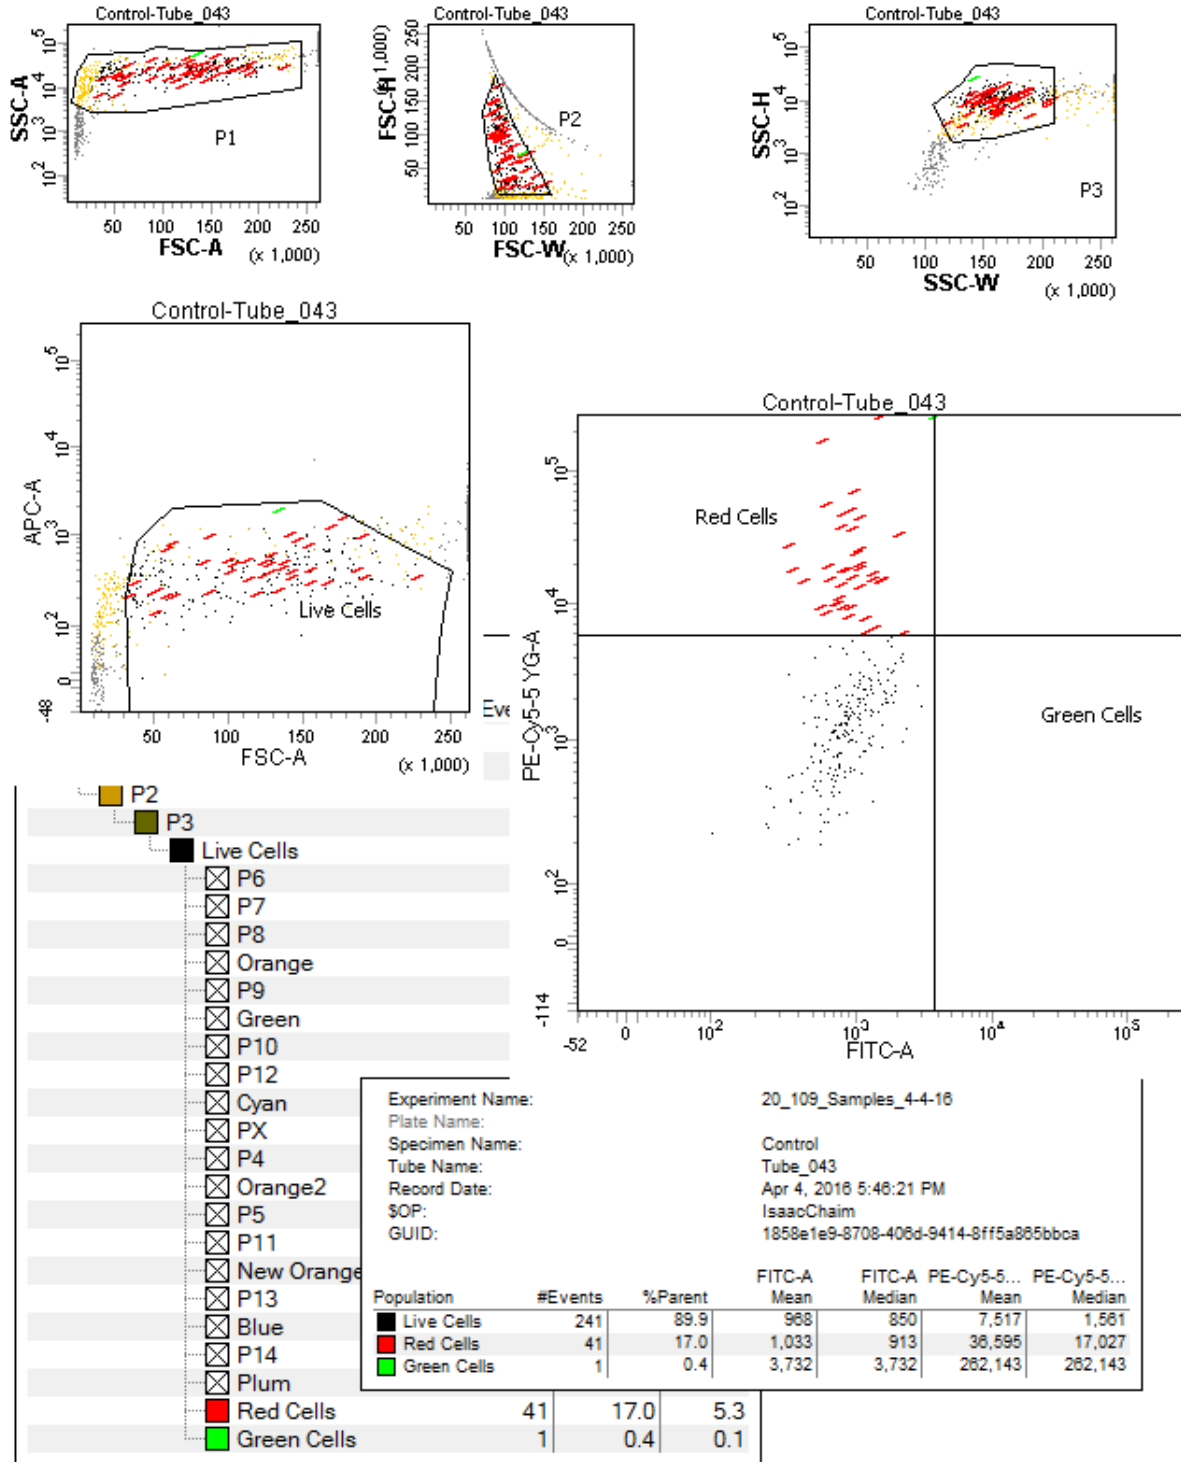 Control-Tube_043
SSC-A
10^5
10^4
10^3
10^2
P1
50 100 150 200 250
FSC-A (x 1,000)
Control-Tube_043
FSC-H
(x 1,000)
250
200
150
100
50
P2
50 100 150 200 250
FSC-W (x 1,000)
Control-Tube_043
SSC-H
10^5
10^4
10^3
10^2
P3
50 100 150 200 250
SSC-W (x 1,000)
Control-Tube_043
APC-A
10^5
10^4
10^3
10^2
0
-48
Live Cells
50 100 150 200 250
FSC-A (x 1,000)
Control-Tube_043
PE-Cy5-5 YG-A
10^5
10^4
10^3
10^2
0
-114
Red Cells
Green Cells
-52 0 10^2 10^3 10^4 10^5
FITC-A
Eve
P2
P3
Live Cells
P6
P7
P8
Orange
P9
Green
P10
P12
Cyan
PX
P4
Orange2
P5
P11
New Orange
P13
Blue
P14
Plum
Red Cells 41 17.0 5.3
Green Cells 1 0.4 0.1
Experiment Name: 20_109_Samples_4-4-16
Plate Name:
Specimen Name: Control
Tube Name: Tube_043
Record Date: Apr 4, 2016 5:46:21 PM
$OP: IsaacChaim
GUID: 1858e1e9-8708-406d-9414-8ff5a865bbca
FITC-A FITC-A PE-Cy5-5... PE-Cy5-5...
Population #Events %Parent Mean Median Mean Median
Live Cells 241 89.9 968 850 7,517 1,561
Red Cells 41 17.0 1,033 913 36,595 17,027
Green Cells 1 0.4 3,732 3,732 262,143 262,143